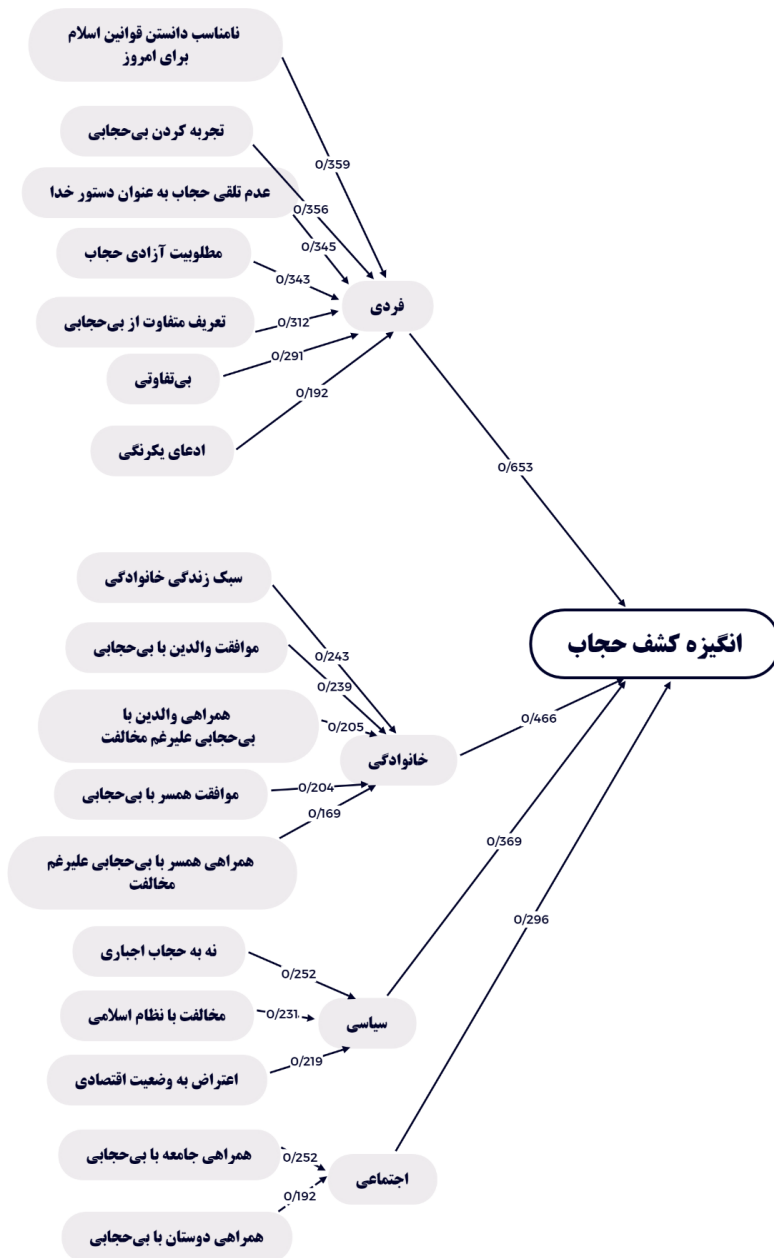 نامناسب دانستن قوانین اسلام
برای امروز
0/359
تجربه کردن بی‌حجابی
0/356
عدم تلقی حجاب به عنوان دستور خدا
0/345
مطلوبیت آزادی حجاب
0/343
فردی
تعریف متفاوت از بی‌حجابی
0/312
بی‌تفاوتی
0/291
ادعای یکرنگی
0/192
0/653
سبک زندگی خانوادگی
0/243
موافقت والدین با بی‌حجابی
0/239
همراهی والدین با
بی‌حجابی علیرغم مخالفت
0/205
خانوادگی
موافقت همسر با بی‌حجابی
0/204
همراهی همسر با بی‌حجابی علیرغم
مخالفت
0/169
0/466
انگیزه کشف حجاب
نه به حجاب اجباری
0/252
مخالفت با نظام اسلامی
0/231
سیاسی
اعتراض به وضعیت اقتصادی
0/219
0/369
همراهی جامعه با بی‌حجابی
0/252
اجتماعی
همراهی دوستان با بی‌حجابی
0/192
0/296